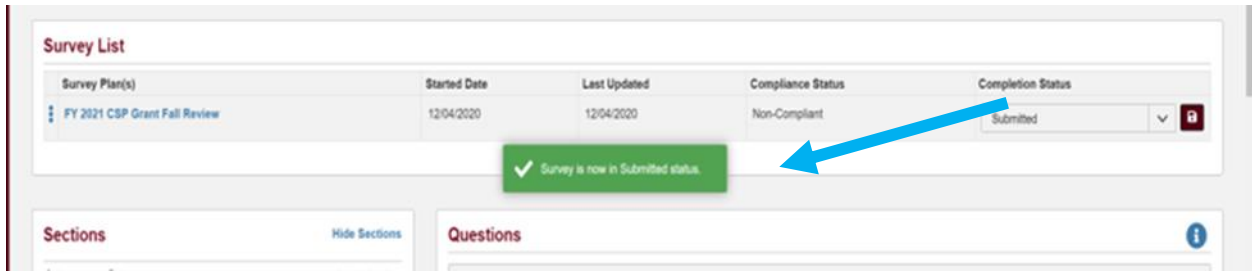 Survey List
Survey Plan(s) Started Date Last Updated Compliance Status Completion Status
FY 2021 CSP Grant Fall Review 12/04/2020 12/04/2020 Non-Compliant Submitted
Survey is now in Submitted status.
Sections Hide Sections Questions